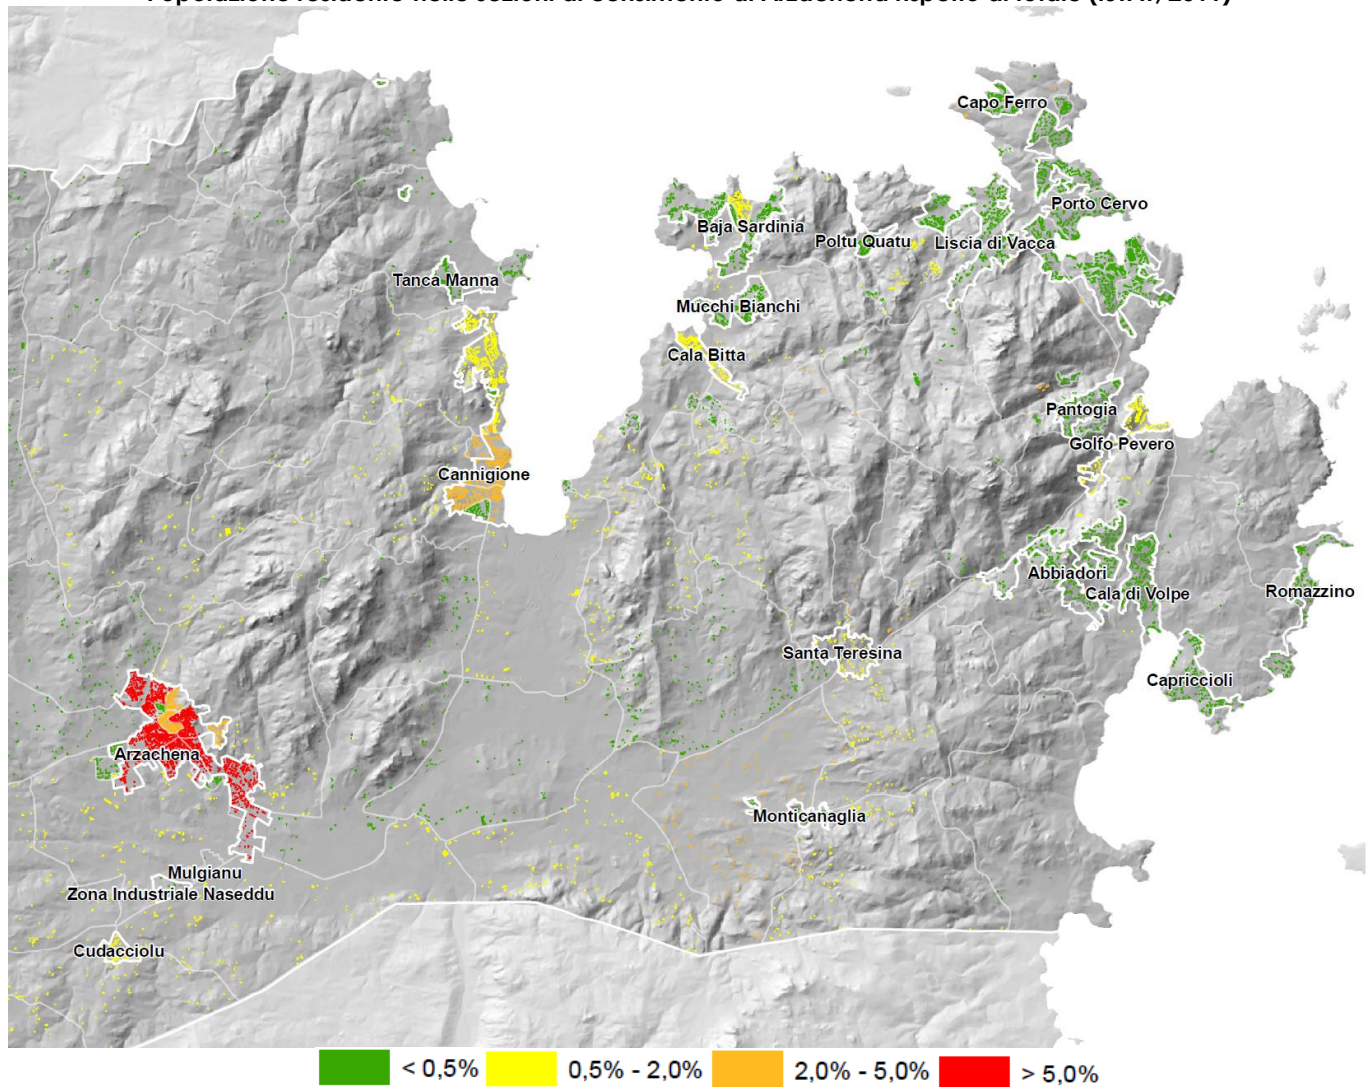 Capo Ferro
Porto Cervo
Baja Sardinia
Poltu Quatu
Liscia di Vacca
Tanca Manna
Mucchi Bianchi
Cala Bitta
Pantogia
Golfo Pevero
Cannigione
Abbiadori
Cala di Volpe
Romazzino
Santa Teresina
Capriccioli
Arzachena
Monticanaglia
Mulgianu
Zona Industriale Naseddu
Cudacciolu
< 0,5% 0,5% - 2,0% 2,0% - 5,0% > 5,0%